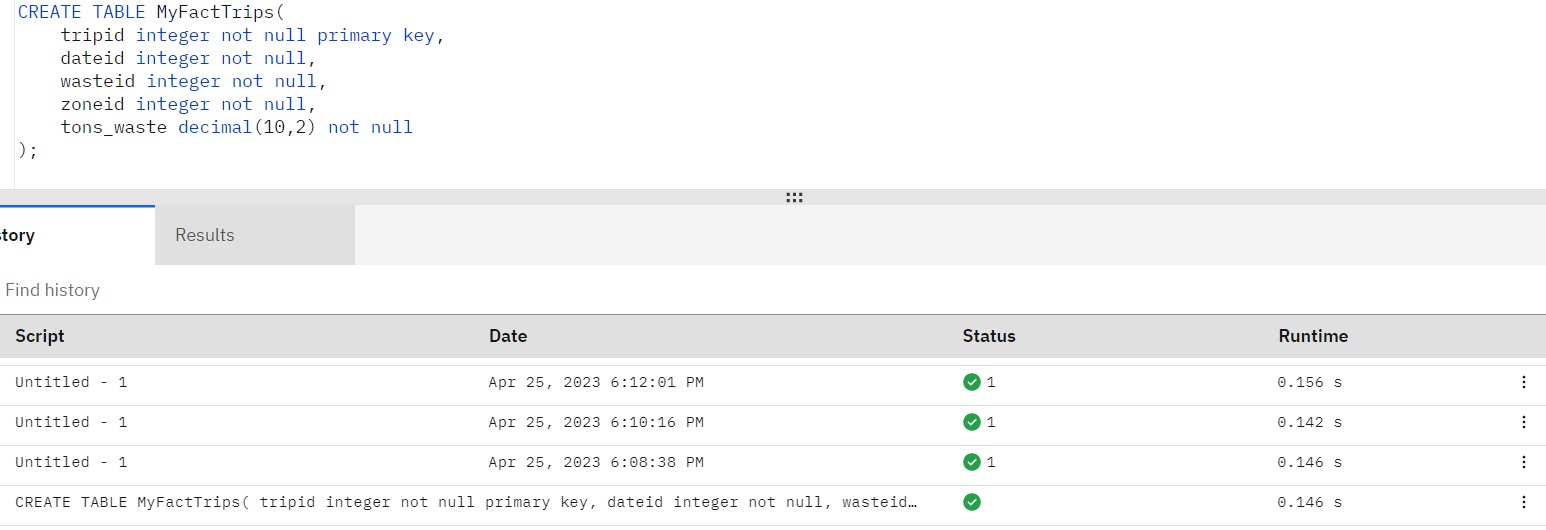 CREATE TABLE MyFactTrips(
tripid integer not null primary key,
dateid integer not null,
wasteid integer not null,
zoneid integer not null,
tons_waste decimal(10,2) not null
);
story Results
Find history
Script Date Status Runtime
Untitled - 1 Apr 25, 2023 6:12:01 PM 1 0.156 s
Untitled - 1 Apr 25, 2023 6:10:16 PM 1 0.142 s
Untitled - 1 Apr 25, 2023 6:08:38 PM 1 0.146 s
CREATE TABLE MyFactTrips( tripid integer not null primary key, dateid integer not null, wasteid… 0.146 s